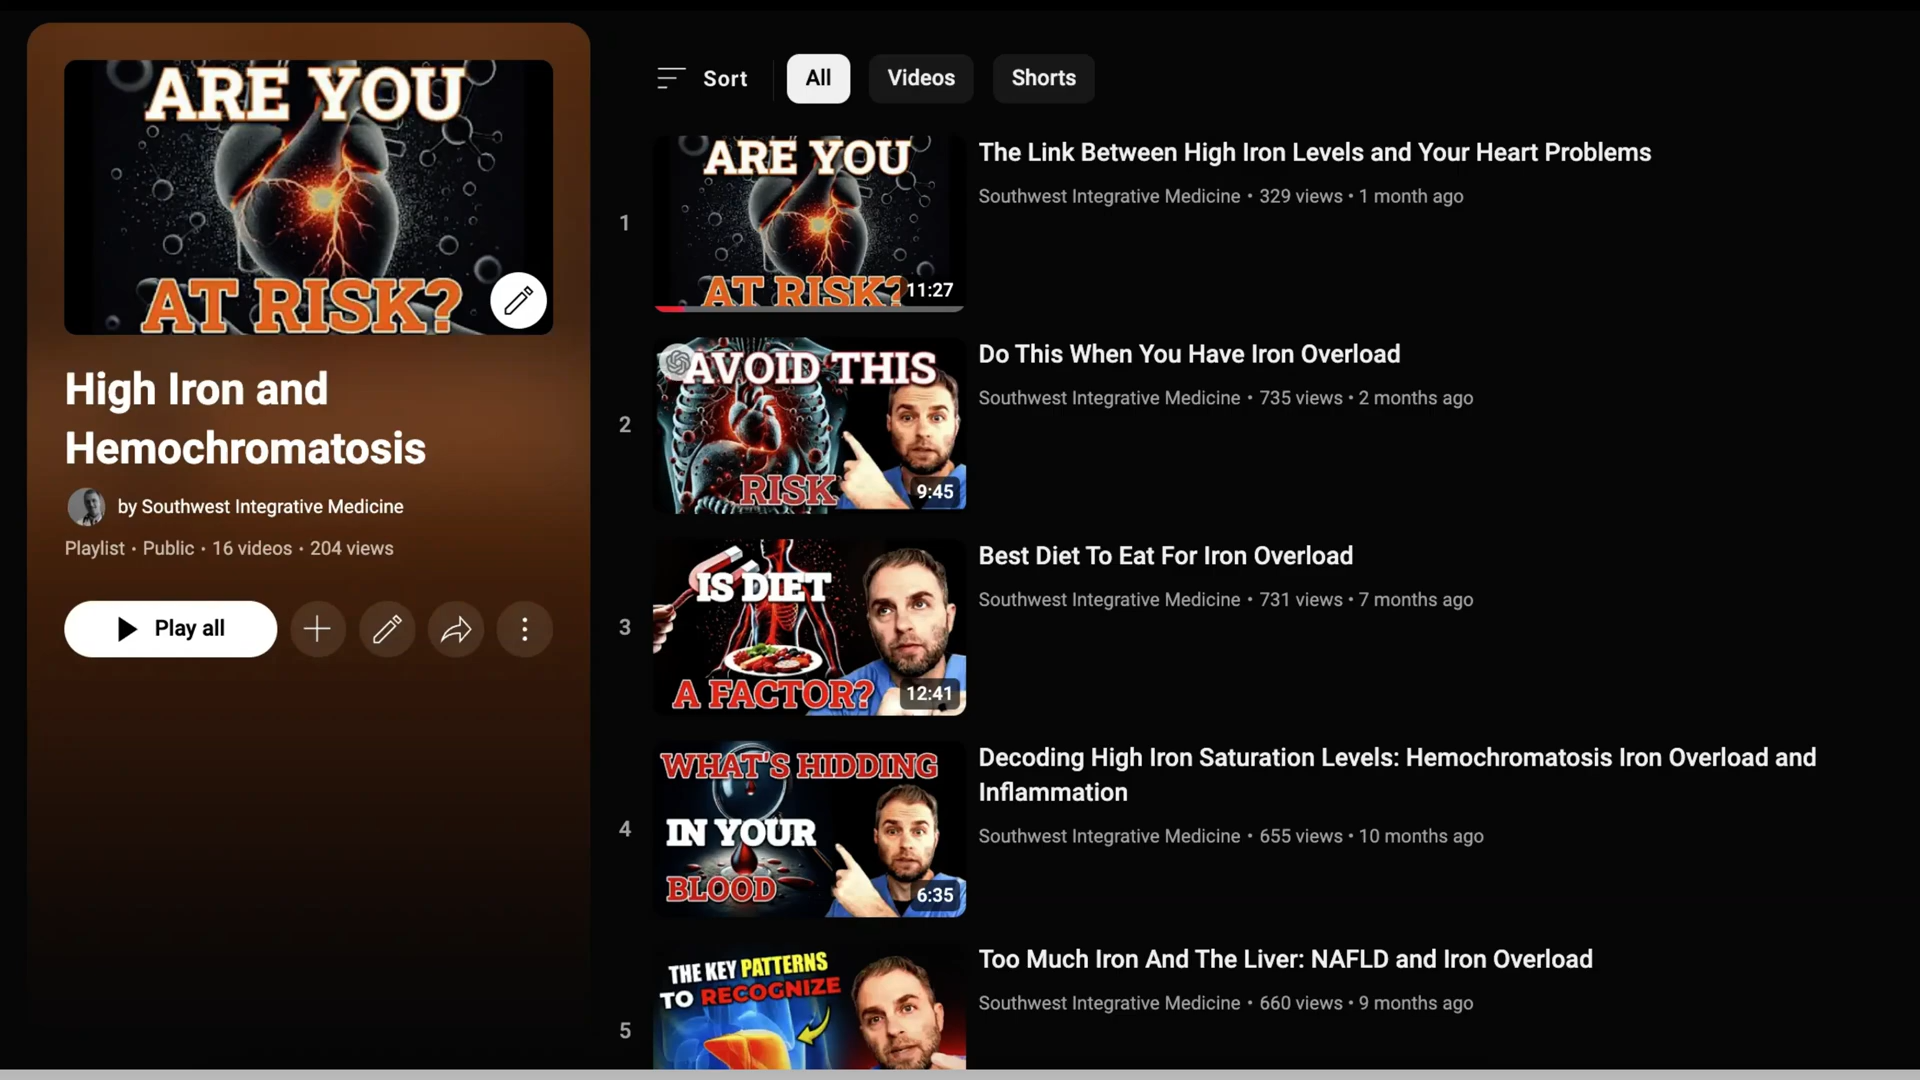 ARE YOU
AT RISK?
High Iron and
Hemochromatosis
by Southwest Integrative Medicine
Playlist • Public • 16 videos • 204 views
Play all
Sort
All
Videos
Shorts
1
ARE YOU
AT RISK?
11:27
The Link Between High Iron Levels and Your Heart Problems
Southwest Integrative Medicine • 329 views • 1 month ago
2
AVOID THIS
RISK
9:45
Do This When You Have Iron Overload
Southwest Integrative Medicine • 735 views • 2 months ago
3
IS DIET
A FACTOR?
12:41
Best Diet To Eat For Iron Overload
Southwest Integrative Medicine • 731 views • 7 months ago
4
WHAT'S HIDDING
IN YOUR
BLOOD
6:35
Decoding High Iron Saturation Levels: Hemochromatosis Iron Overload and
Inflammation
Southwest Integrative Medicine • 655 views • 10 months ago
5
THE KEY PATTERNS
TO RECOGNIZE
Too Much Iron And The Liver: NAFLD and Iron Overload
Southwest Integrative Medicine • 660 views • 9 months ago